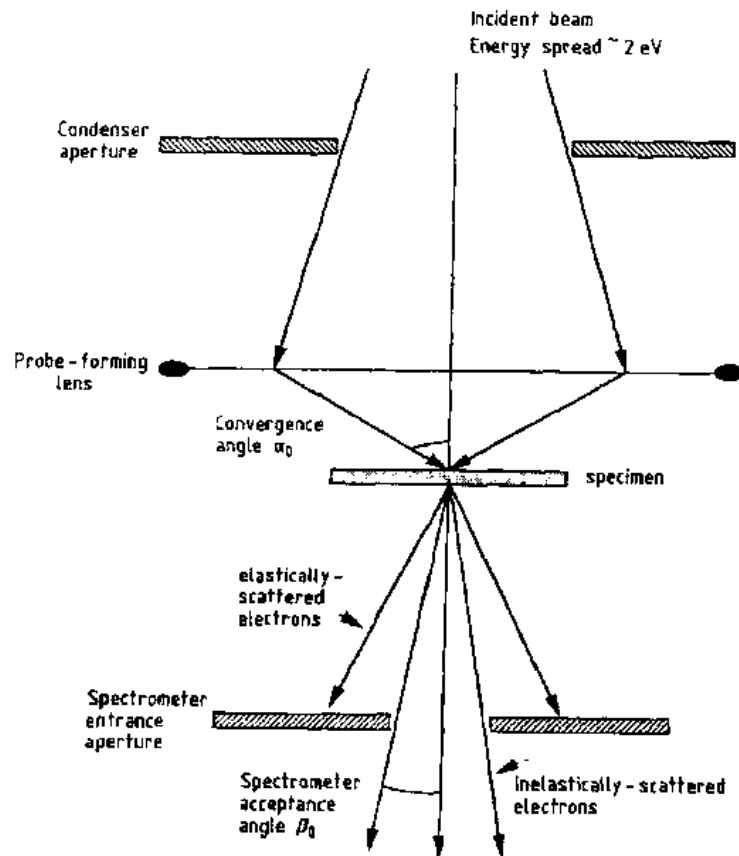 Incident beam
Energy spread ~ 2 eV
Condenser
aperture
Probe-forming
lens
Convergence
angle α₀
specimen
elastically-
scattered
electrons
Spectrometer
entrance
aperture
Spectrometer
acceptance
angle β₀
inelastically-scattered
electrons